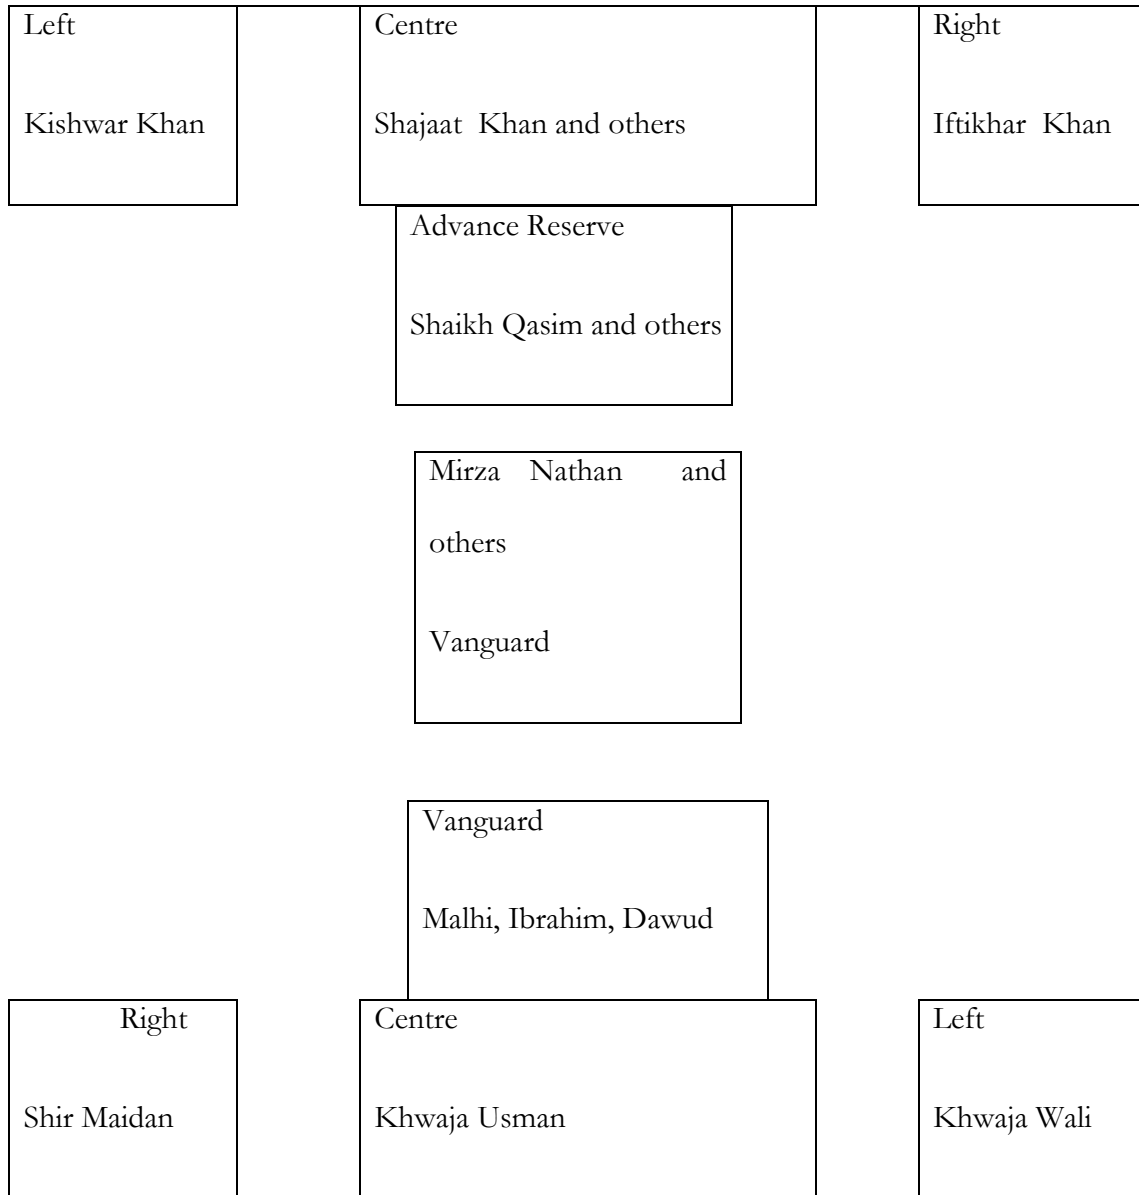 Left
Kishwar Khan
Centre
Shajaat Khan and others
Right
Iftikhar Khan
Advance Reserve
Shaikh Qasim and others
Mirza Nathan and
others
Vanguard
Vanguard
Malhi, Ibrahim, Dawud
Right
Shir Maidan
Centre
Khwaja Usman
Left
Khwaja Wali